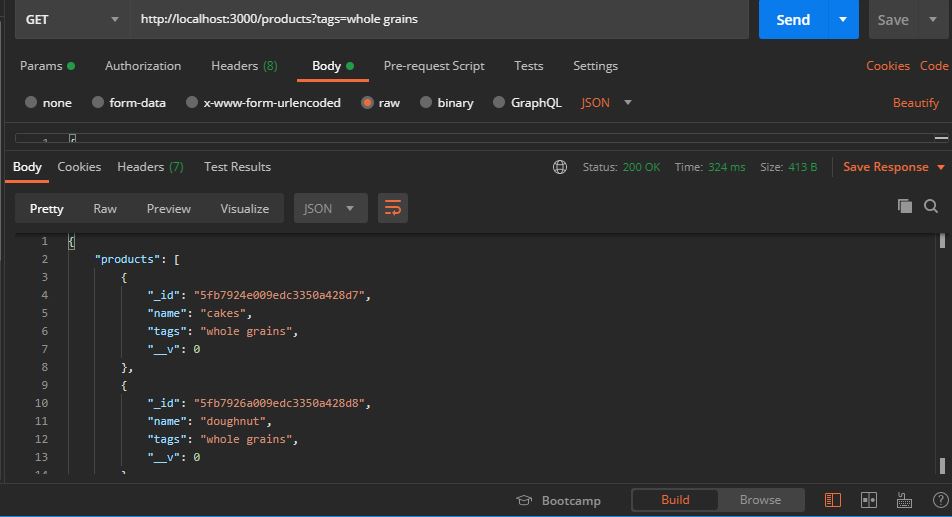 GET http://localhost:3000/products?tags=whole grains Send Save
Params Authorization Headers (8) Body Pre-request Script Tests Settings Cookies Code
none form-data x-www-form-urlencoded raw binary GraphQL JSON Beautify
Body Cookies Headers (7) Test Results Status: 200 OK Time: 324 ms Size: 413 B Save Response
Pretty Raw Preview Visualize JSON
1 {
2 "products": [
3 {
4 "_id": "5fb7924e009edc3350a428d7",
5 "name": "cakes",
6 "tags": "whole grains",
7 "__v": 0
8 },
9 {
10 "_id": "5fb7926a009edc3350a428d8",
11 "name": "doughnut",
12 "tags": "whole grains",
13 "__v": 0
Bootcamp Build Browse